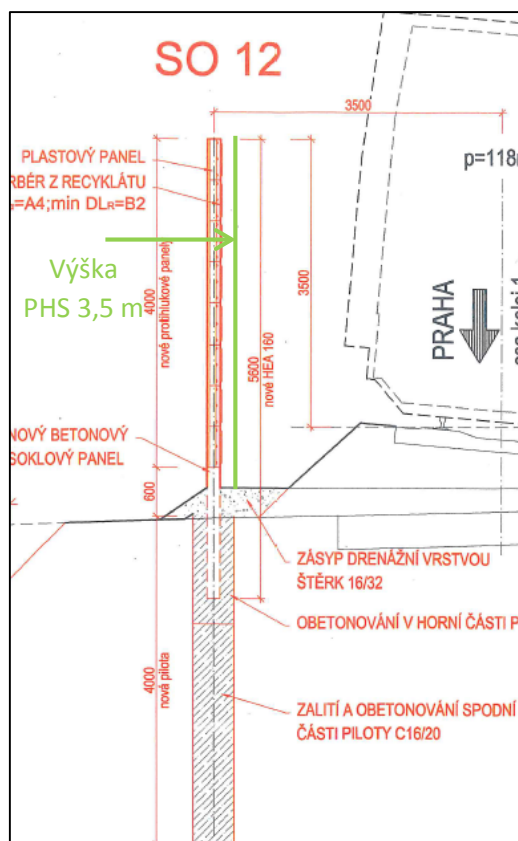 SO 12
3500
PLASTOVÝ PANEL
RBÉR Z RECYKLÁTU
=A4;min DLR=B2
p=118
Výška
PHS 3,5 m
4000
nové protihlukové panely
3500
5600
nové HEA 160
PRAHA
NOVÝ BETONOVÝ
SOKLOVÝ PANEL
600
ZÁSYP DRENÁŽNÍ VRSTVOU
ŠTĚRK 16/32
OBETONOVÁNÍ V HORNÍ ČÁSTI P
4000
nová pilota
ZALITÍ A OBETONOVÁNÍ SPODNÍ
ČÁSTI PILOTY C16/20